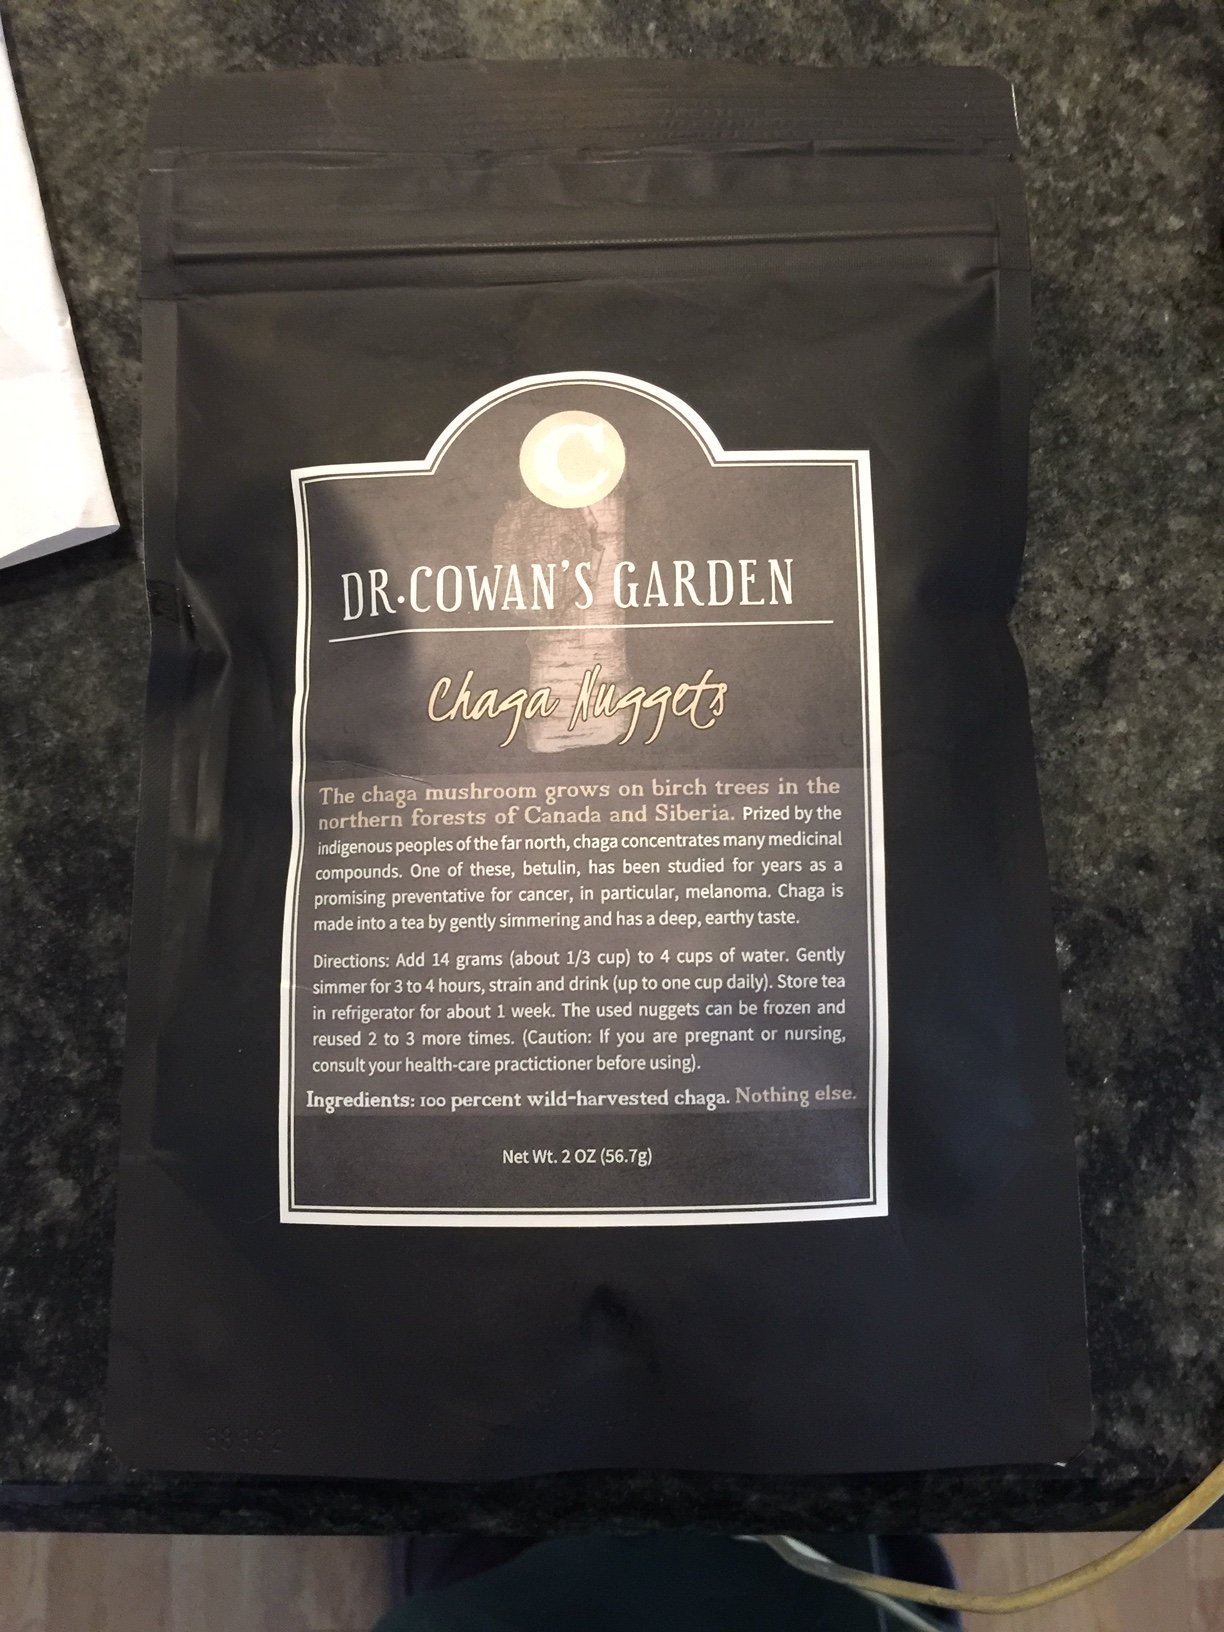 C
DR.COWAN'S GARDEN
Chaga Nuggets
The chaga mushroom grows on birch trees in the
northern forests of Canada and Siberia. Prized by the
indigenous peoples of the far north, chaga concentrates many medicinal
compounds. One of these, betulin, has been studied for years as a
promising preventative for cancer, in particular, melanoma. Chaga is
made into a tea by gently simmering and has a deep, earthy taste.
Directions: Add 14 grams (about 1/3 cup) to 4 cups of water. Gently
simmer for 3 to 4 hours, strain and drink (up to one cup daily). Store tea
in refrigerator for about 1 week. The used nuggets can be frozen and
reused 2 to 3 more times. (Caution: If you are pregnant or nursing,
consult your health-care practictioner before using).
Ingredients: 100 percent wild-harvested chaga. Nothing else.
Net Wt. 2 OZ (56.7g)